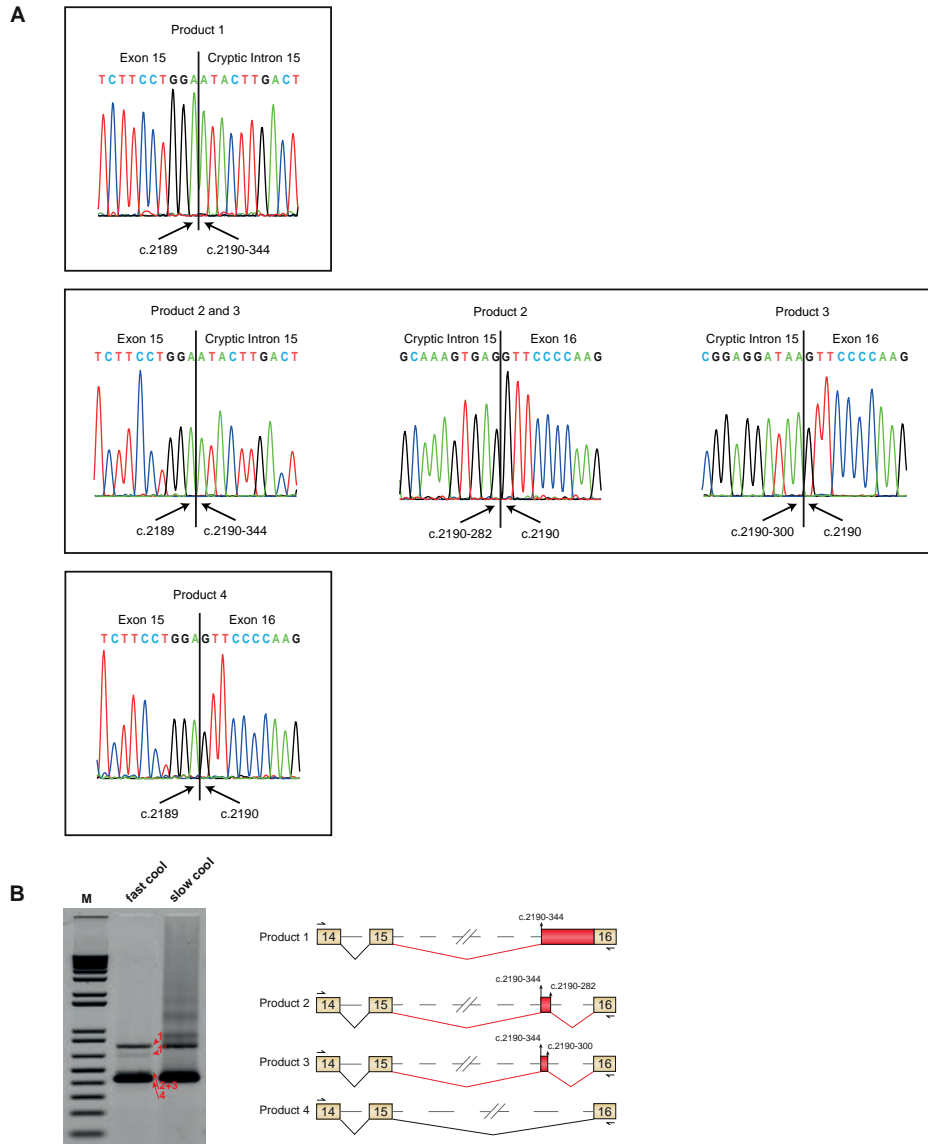 A
Product 1
Exon 15 Cryptic Intron 15
TCTTCCTGGAATACTTGACT
c.2189 c.2190-344
Product 2 and 3 Product 2 Product 3
Exon 15 Cryptic Intron 15 Cryptic Intron 15 Exon 16 Cryptic Intron 15 Exon 16
TCTTCCTGGAATACTTGACT GCAAAGTGAGGTTCCCCAAG CGGAGGATAAGTTCCCCAAG
c.2189 c.2190-344 c.2190-282 c.2190 c.2190-300 c.2190
Product 4
Exon 15 Exon 16
TCTTCCTGGAGTTCCCCAAG
c.2189 c.2190
B
M fast cool slow cool
1
1
2+3
4
c.2190-344
Product 1 14 15 16
c.2190-344 c.2190-282
Product 2 14 15 16
c.2190-344 c.2190-300
Product 3 14 15 16
Product 4 14 15 16